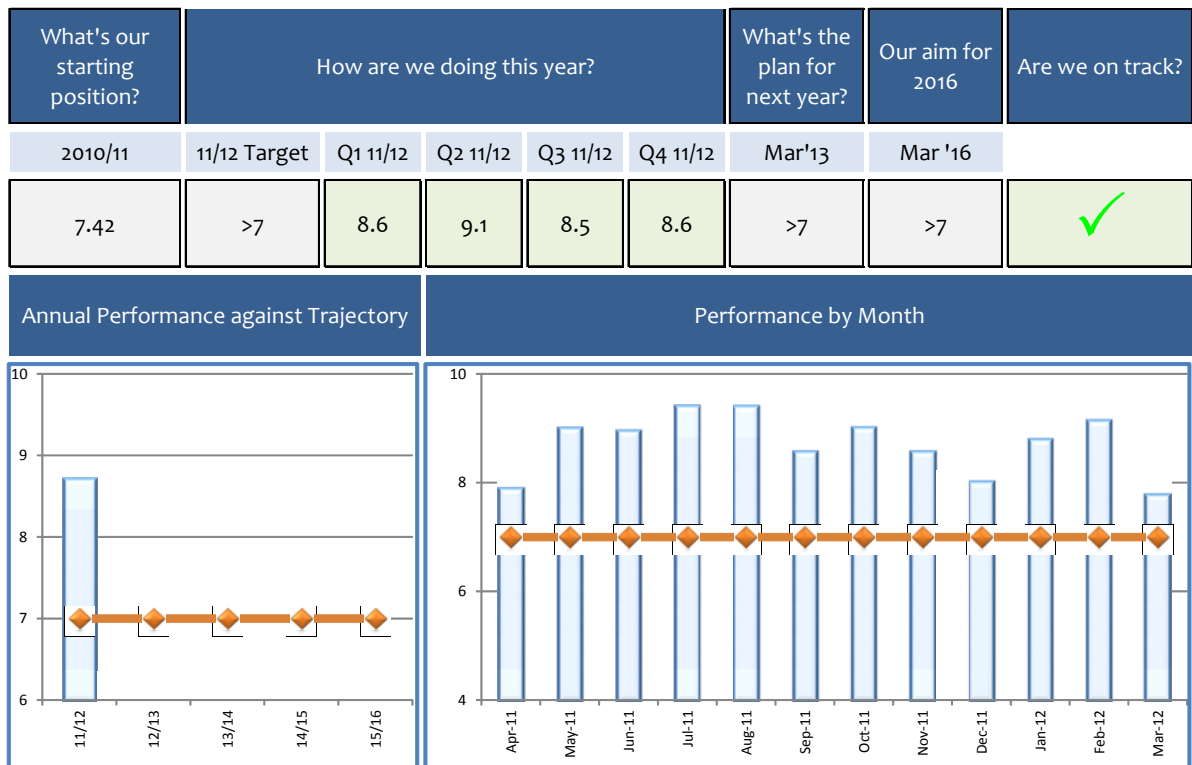 What's our
starting
position?
How are we doing this year?
What's the
plan for
next year?
Our aim for
2016
Are we on track?
2010/11
11/12 Target
Q1 11/12
Q2 11/12
Q3 11/12
Q4 11/12
Mar'13
Mar '16
7.42
>7
8.6
9.1
8.5
8.6
>7
>7
Annual Performance against Trajectory
Performance by Month
10
9
8
7
6
11/12
12/13
13/14
14/15
15/16
10
8
6
4
Apr-11
May-11
Jun-11
Jul-11
Aug-11
Sep-11
Oct-11
Nov-11
Dec-11
Jan-12
Feb-12
Mar-12